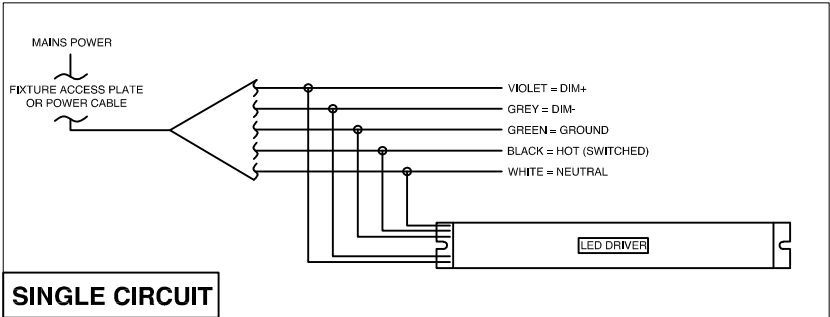 MAINS POWER
FIXTURE ACCESS PLATE
OR POWER CABLE
VIOLET = DIM+
GREY = DIM-
GREEN = GROUND
BLACK = HOT (SWITCHED)
WHITE = NEUTRAL
LED DRIVER
SINGLE CIRCUIT